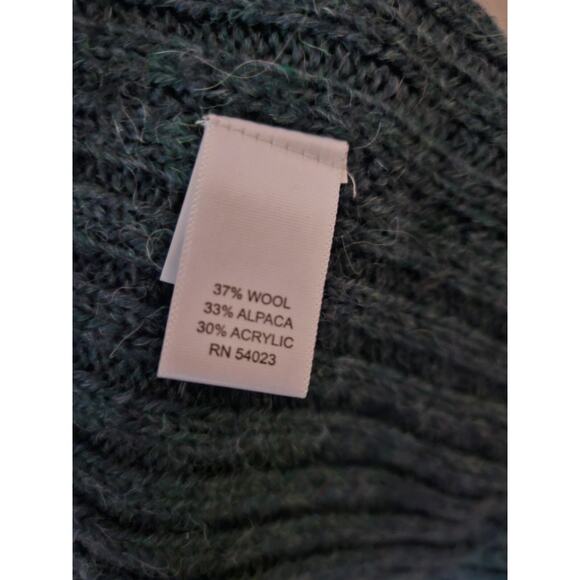 37% WOOL
33% ALPACA
30% ACRYLIC
RN 54023